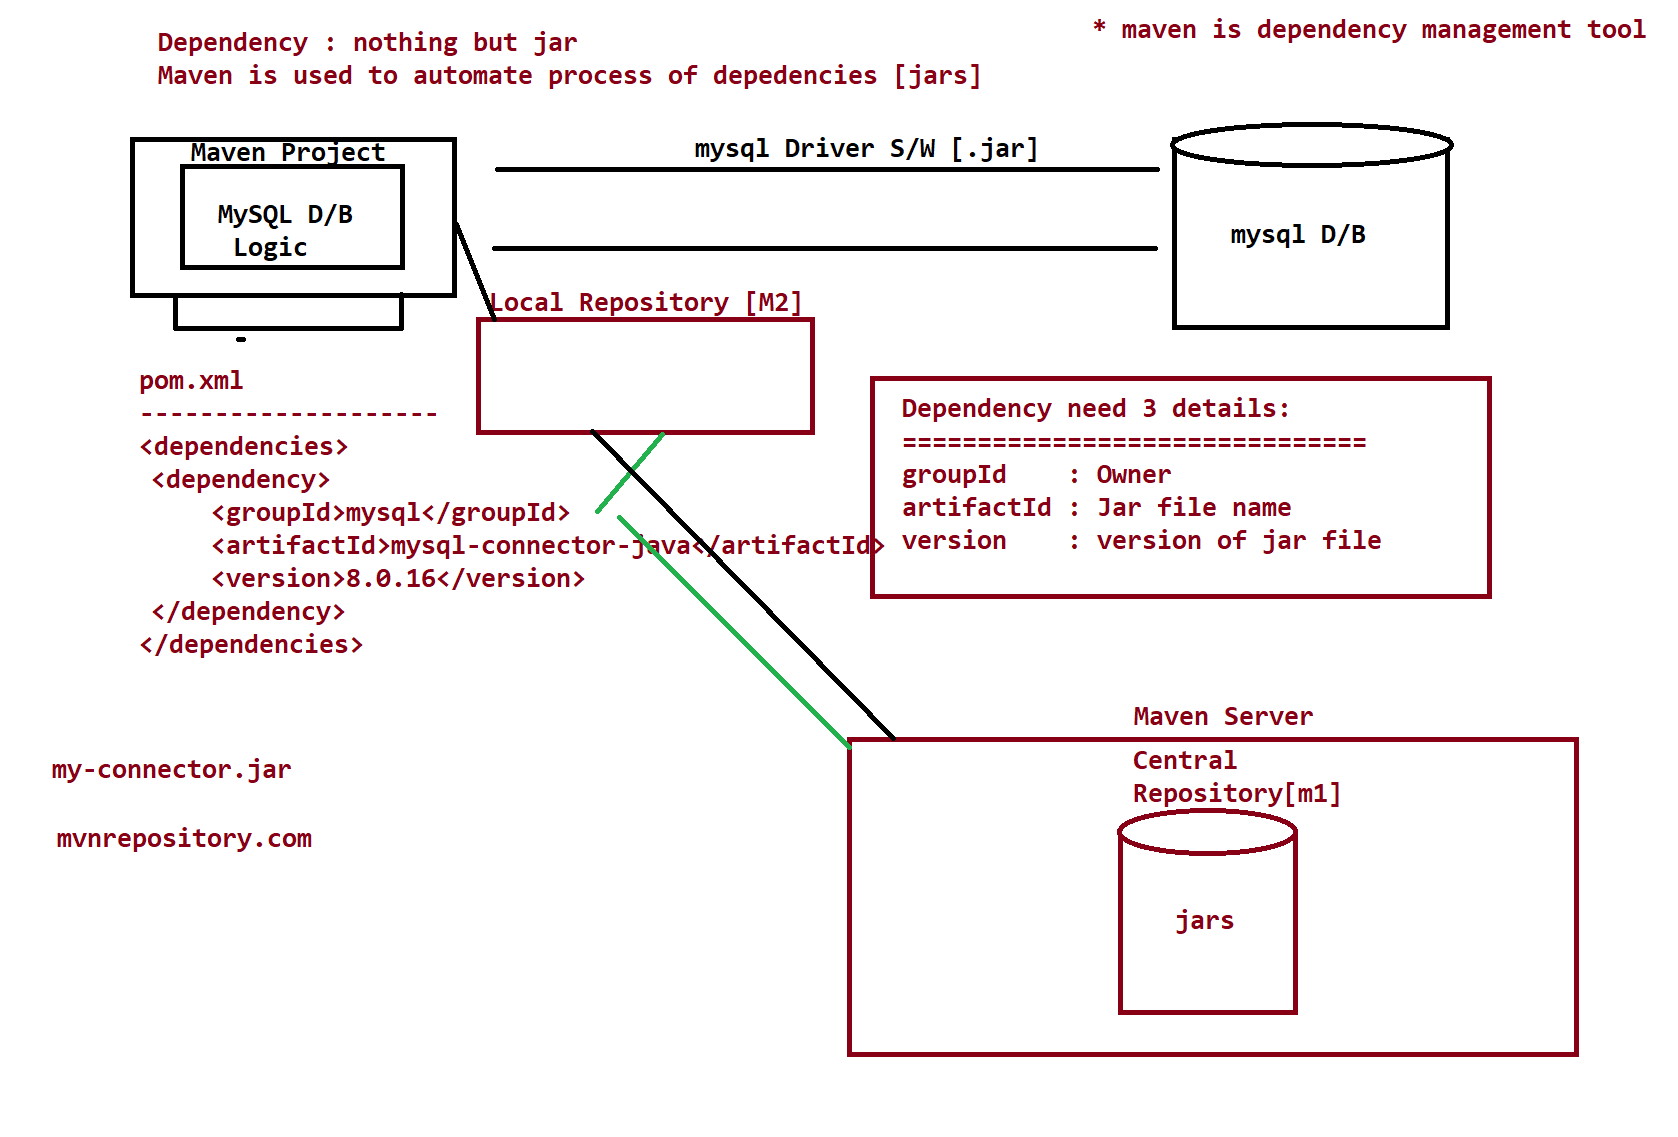 Dependency : nothing but jar
Maven is used to automate process of depedencies [jars]
* maven is dependency management tool
Maven Project
MySQL D/B
Logic
mysql Driver S/W [.jar]
mysql D/B
Local Repository [M2]
pom.xml
--------------------
<dependencies>
<dependency>
<groupId>mysql</groupId>
<artifactId>mysql-connector-java</artifactId>
<version>8.0.16</version>
</dependency>
</dependencies>
Dependency need 3 details:
===============================
groupId : Owner
artifactId : Jar file name
version : version of jar file
my-connector.jar
mvnrepository.com
Maven Server
Central
Repository[m1]
jars